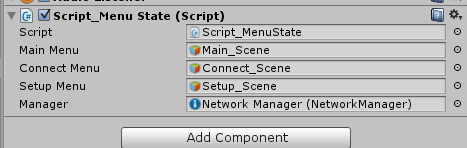 Script_Menu State (Script)
Script Script_MenuState
Main Menu Main_Scene
Connect Menu Connect_Scene
Setup Menu Setup_Scene
Manager Network Manager (NetworkManager)
Add Component